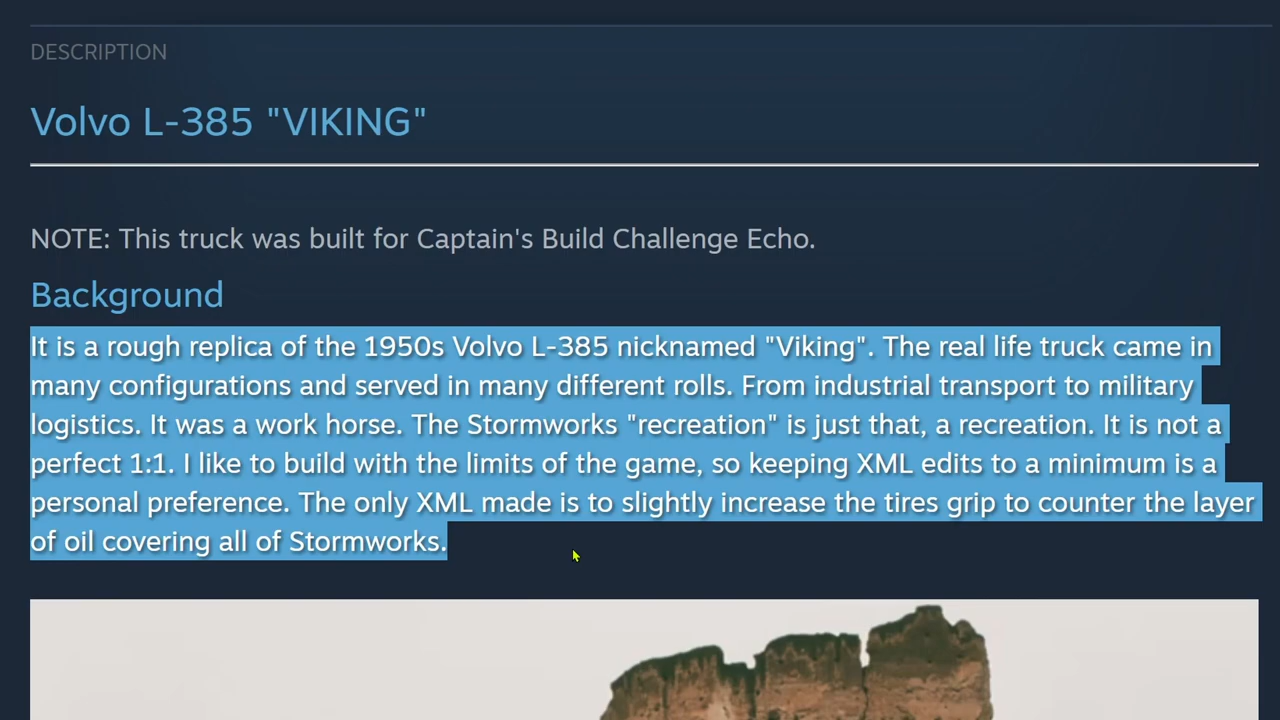 DESCRIPTION
Volvo L-385 "VIKING"
NOTE: This truck was built for Captain's Build Challenge Echo.
Background
It is a rough replica of the 1950s Volvo L-385 nicknamed "Viking". The real life truck came in
many configurations and served in many different rolls. From industrial transport to military
logistics. It was a work horse. The Stormworks "recreation" is just that, a recreation. It is not a
perfect 1:1. I like to build with the limits of the game, so keeping XML edits to a minimum is a
personal preference. The only XML made is to slightly increase the tires grip to counter the layer
of oil covering all of Stormworks.